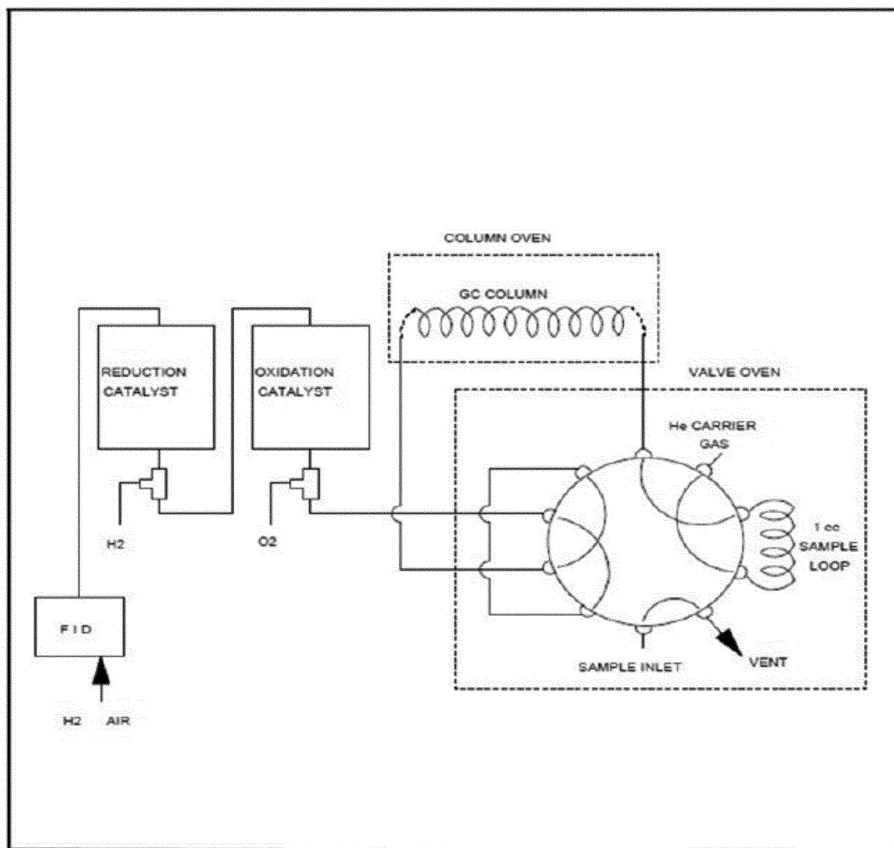 COLUMN OVEN
GC COLUMN
REDUCTION
CATALYST
OXIDATION
CATALYST
VALVE OVEN
He CARRIER
GAS
1 cc
SAMPLE
LOOP
H2
O2
FID
SAMPLE INLET
VENT
H2 AIR